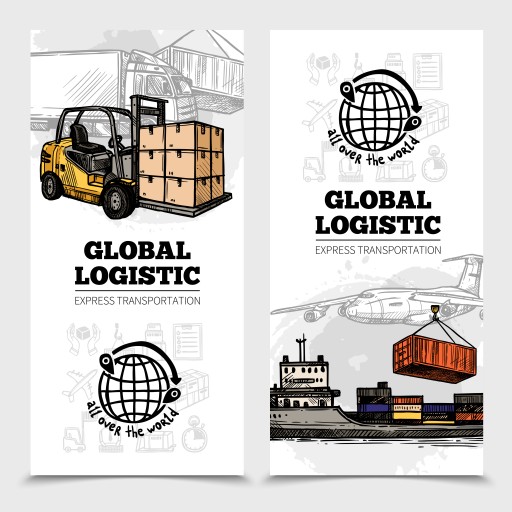 GLOBAL
LOGISTIC
EXPRESS TRANSPORTATION
all over the world
all over the world
GLOBAL
LOGISTIC
EXPRESS TRANSPORTATION